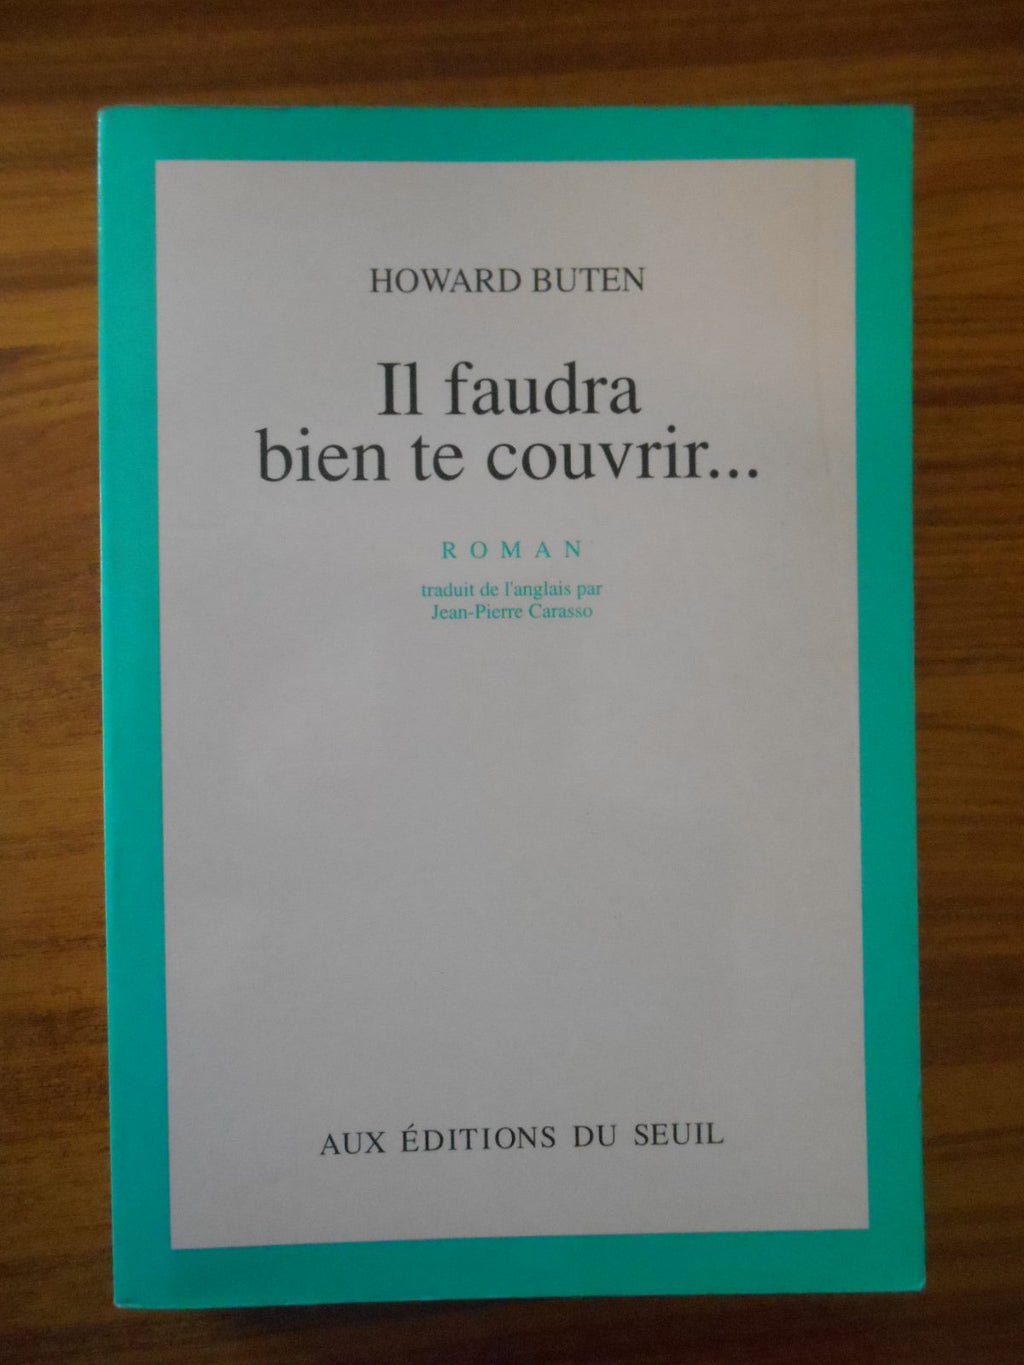 HOWARD BUTEN
Il faudra
bien te couvrir...
ROMAN
traduit de l'anglais par
Jean-Pierre Carasso
AUX ÉDITIONS DU SEUIL